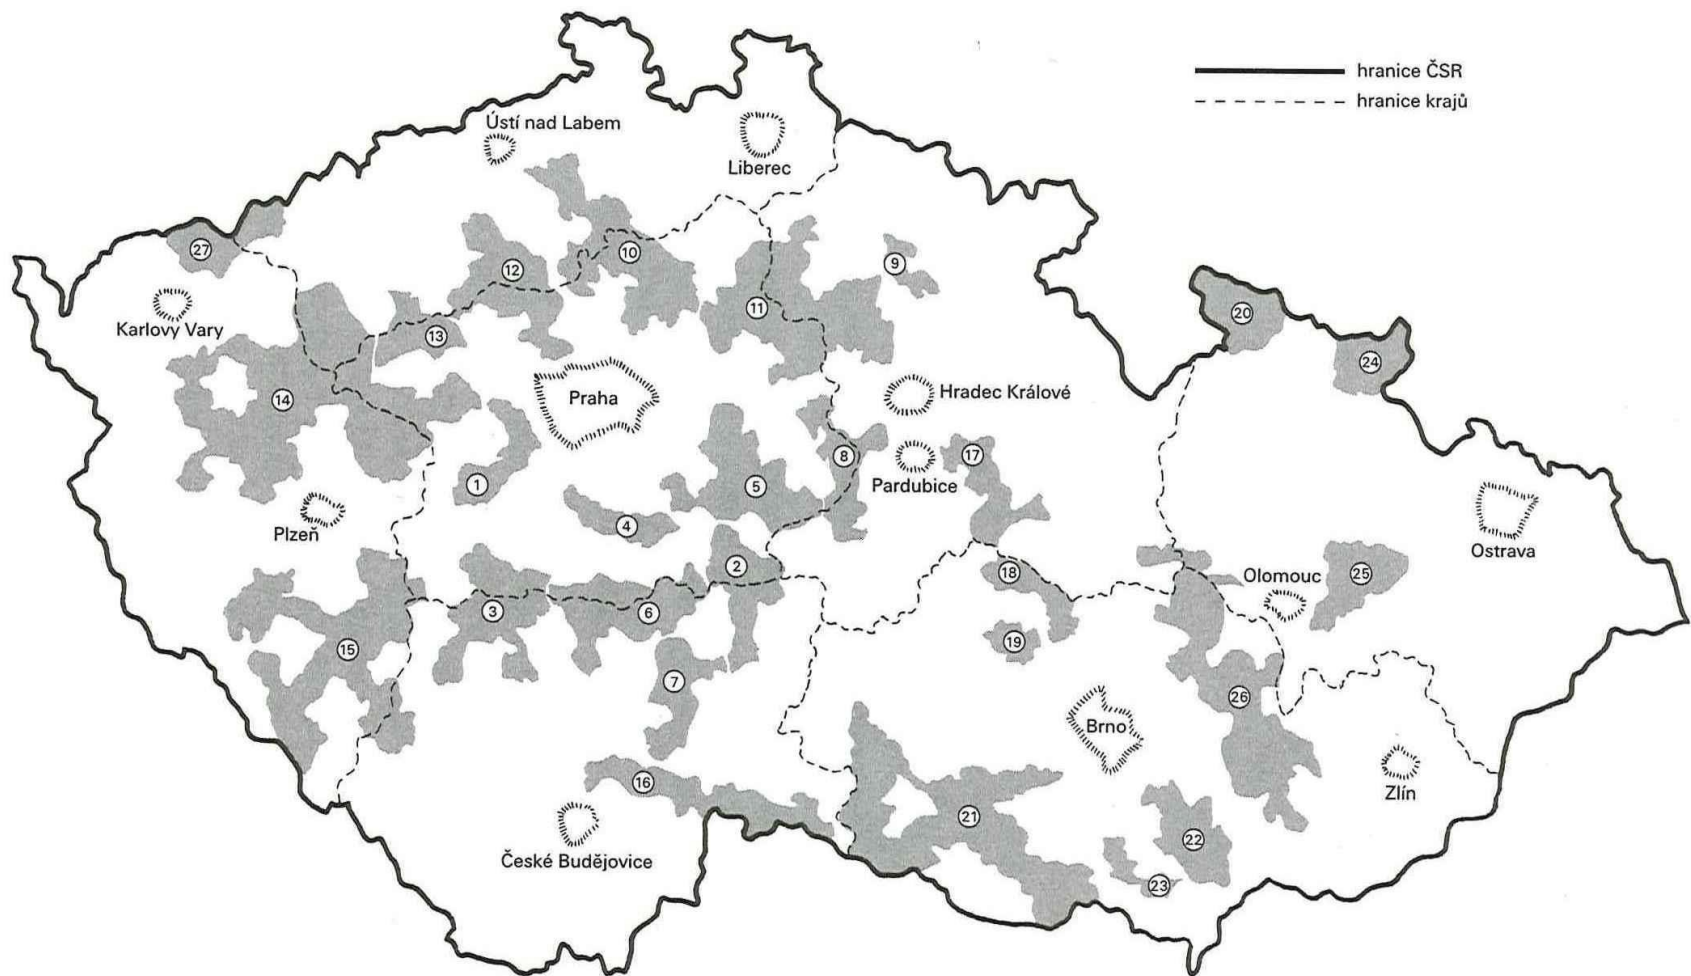 hranice ČSR
hranice krajů
Ústí nad Labem
Liberec
27
12
10
9
Karlovy Vary
13
11
20
24
14
Praha
Hradec Králové
1
5
8
Pardubice
17
Plzeň
4
Ostrava
2
18
Olomouc
25
3
6
19
15
7
26
Brno
16
Zlín
21
České Budějovice
22
23